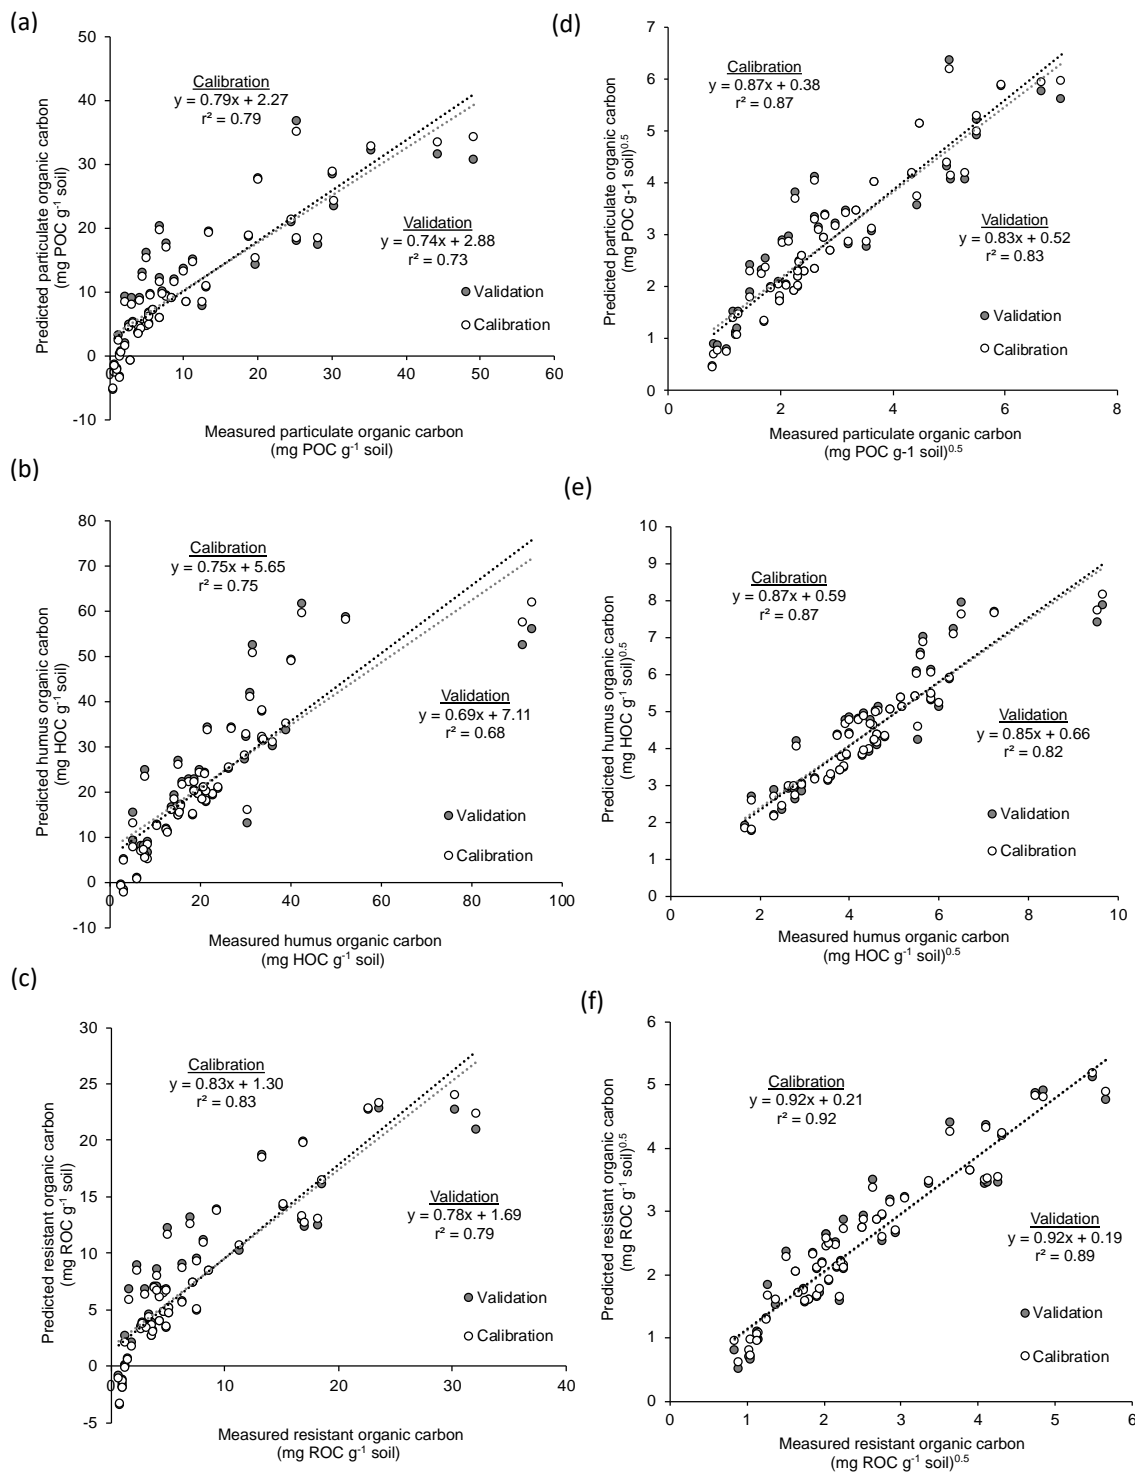 (a)
50
40
30
20
10
0
-10
0
10
20
30
40
50
60
Predicted particulate organic carbon
(mg POC g⁻¹ soil)
Calibration
y = 0.79x + 2.27
r² = 0.79
Validation
y = 0.74x + 2.88
r² = 0.73
Validation
Calibration
Measured particulate organic carbon
(mg POC g⁻¹ soil)
(d)
7
6
5
4
3
2
1
0
0
2
4
6
8
Predicted particulate organic carbon
(mg POC g-1 soil)⁰·⁵
Calibration
y = 0.87x + 0.38
r² = 0.87
Validation
y = 0.83x + 0.52
r² = 0.83
Validation
Calibration
Measured particulate organic carbon
(mg POC g-1 soil)⁰·⁵
(b)
80
70
60
50
40
30
20
10
0
-10
0
20
40
60
80
100
Predicted humus organic carbon
(mg HOC g⁻¹ soil)
Calibration
y = 0.75x + 5.65
r² = 0.75
Validation
y = 0.69x + 7.11
r² = 0.68
Validation
Calibration
Measured humus organic carbon
(mg HOC g⁻¹ soil)
(e)
10
9
8
7
6
5
4
3
2
1
0
0
2
4
6
8
10
Predicted humus organic carbon
(mg HOC g⁻¹ soil)⁰·⁵
Calibration
y = 0.87x + 0.59
r² = 0.87
Validation
y = 0.85x + 0.66
r² = 0.82
Validation
Calibration
Measured humus organic carbon
(mg HOC g⁻¹ soil)⁰·⁵
(c)
30
25
20
15
10
5
0
-5
0
10
20
30
40
Predicted resistant organic carbon
(mg ROC g⁻¹ soil)
Calibration
y = 0.83x + 1.30
r² = 0.83
Validation
y = 0.78x + 1.69
r² = 0.79
Validation
Calibration
Measured resistant organic carbon
(mg ROC g⁻¹ soil)
(f)
6
5
4
3
2
1
0
0
1
2
3
4
5
6
Predicted resistant organic carbon
(mg ROC g⁻¹ soil)⁰·⁵
Calibration
y = 0.92x + 0.21
r² = 0.92
Validation
y = 0.92x + 0.19
r² = 0.89
Validation
Calibration
Measured resistant organic carbon
(mg ROC g⁻¹ soil)⁰·⁵